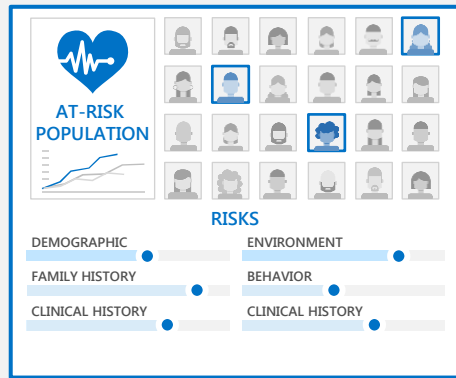 AT-RISK
POPULATION
RISKS
DEMOGRAPHIC
ENVIRONMENT
FAMILY HISTORY
BEHAVIOR
CLINICAL HISTORY
CLINICAL HISTORY